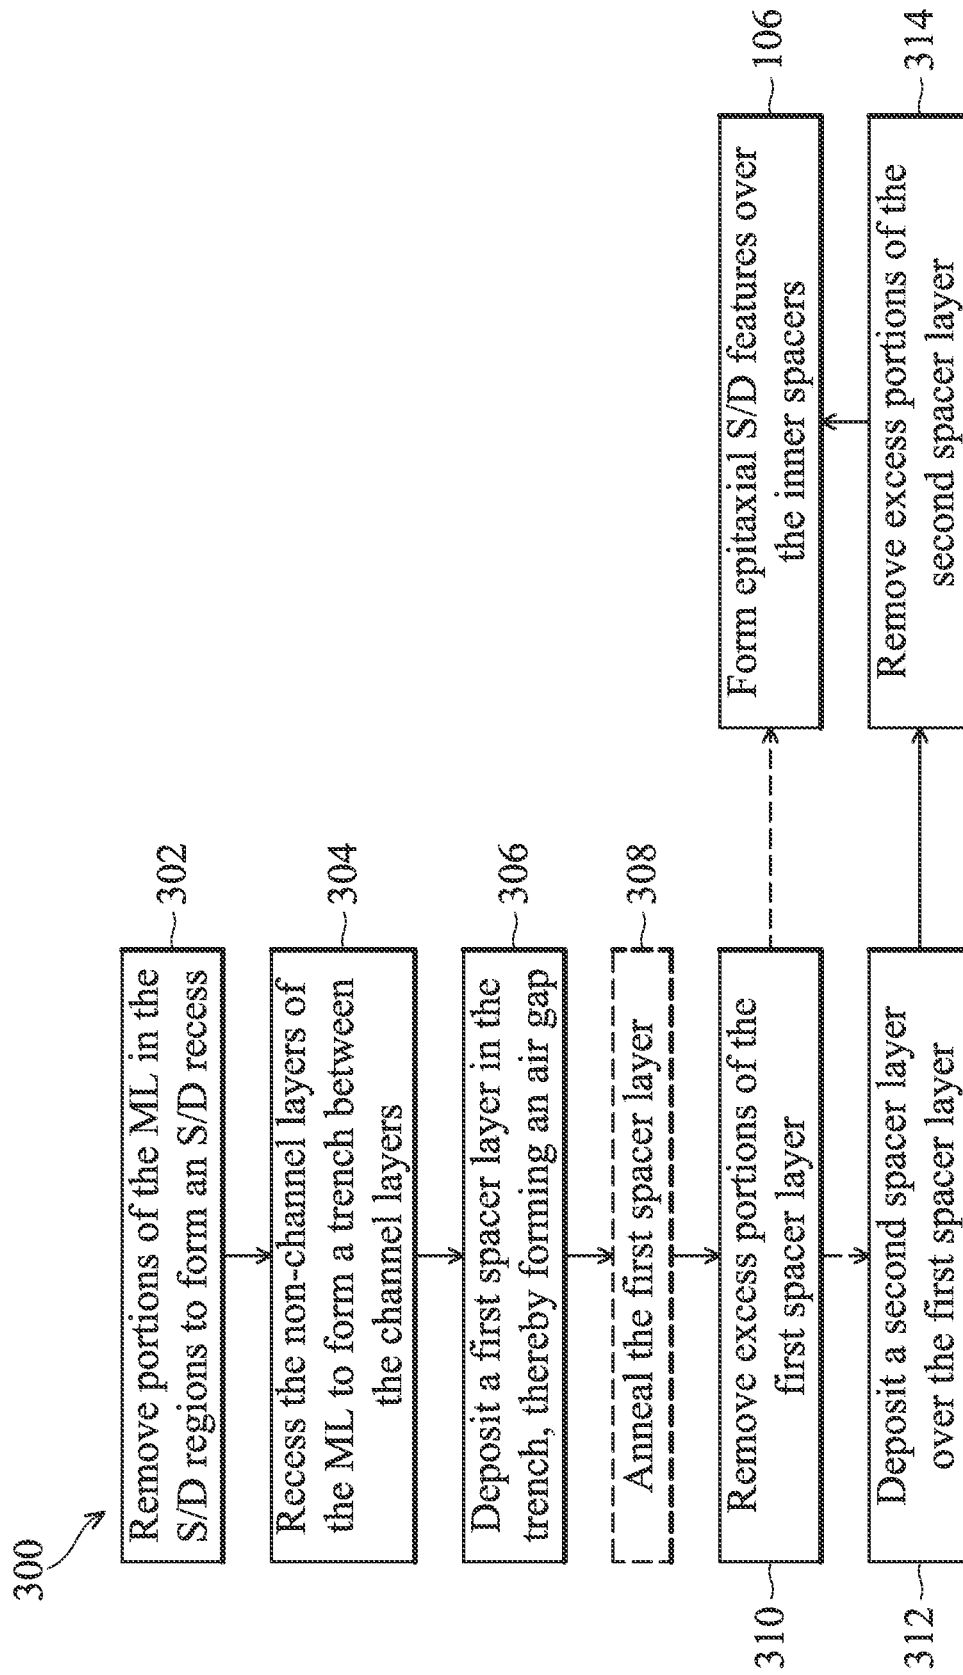 300
Remove portions of the ML in the
S/D regions to form an S/D recess
302
Recess the non-channel layers of
the ML to form a trench between
the channel layers
304
Deposit a first spacer layer in the
trench, thereby forming an air gap
306
Anneal the first spacer layer
308
Remove excess portions of the
first spacer layer
310
Deposit a second spacer layer
over the first spacer layer
312
Remove excess portions of the
second spacer layer
314
Form epitaxial S/D features over
the inner spacers
106